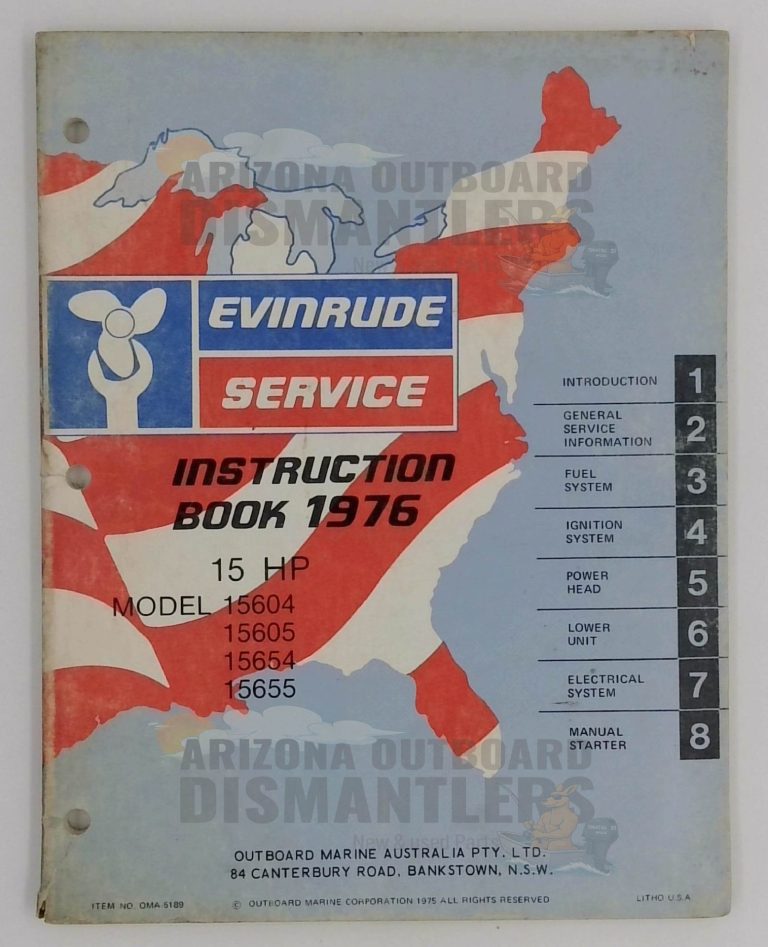 ARIZONA OUTBOARD
DISMANTLERS
EVINRUDE
SERVICE
INSTRUCTION
BOOK 1976
15 HP
MODEL 15604
15605
15654
15655
INTRODUCTION 1
GENERAL
SERVICE
INFORMATION 2
FUEL
SYSTEM 3
IGNITION
SYSTEM 4
POWER
HEAD 5
LOWER
UNIT 6
ELECTRICAL
SYSTEM 7
MANUAL
STARTER 8
ARIZONA OUTBOARD
DISMANTLERS
New & used Parts
OUTBOARD MARINE AUSTRALIA PTY. LTD.
84 CANTERBURY ROAD, BANKSTOWN, N.S.W.
ITEM NO. OMA-5189
© OUTBOARD MARINE CORPORATION 1975 ALL RIGHTS RESERVED
LITHO U.S.A.